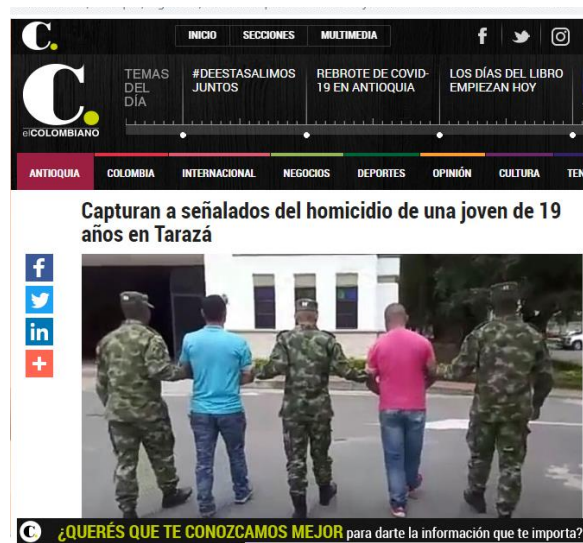 INICIO SECCIONES MULTIMEDIA
elCOLOMBIANO
TEMAS
DEL
DÍA
#DEESTASALIMOS
JUNTOS
REBROTE DE COVID-
19 EN ANTIOQUIA
LOS DÍAS DEL LIBRO
EMPIEZAN HOY
ANTIOQUIA COLOMBIA INTERNACIONAL NEGOCIOS DEPORTES OPINIÓN CULTURA TEN
Capturan a señalados del homicidio de una joven de 19
años en Tarazá
¿QUERÉS QUE TE CONOZCAMOS MEJOR para darte la información que te importa?